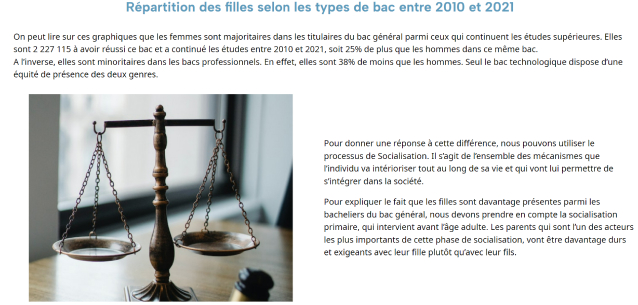 Répartition des filles selon les types de bac entre 2010 et 2021
On peut lire sur ces graphiques que les femmes sont majoritaires dans les titulaires du bac général parmi ceux qui continuent les études supérieures. Elles
sont 2 227 115 à avoir réussi ce bac et a continué les études entre 2010 et 2021, soit 25% de plus que les hommes dans ce même bac.
A l'inverse, elles sont minoritaires dans les bacs professionnels. En effet, elles sont 38% de moins que les hommes. Seul le bac technologique dispose d'une
équité de présence des deux genres.
Pour donner une réponse à cette différence, nous pouvons utiliser le
processus de Socialisation. Il s'agit de l'ensemble des mécanismes que
l'individu va intérioriser tout au long de sa vie et qui vont lui permettre de
s'intégrer dans la société.
Pour expliquer le fait que les filles sont davantage présentes parmi les
bacheliers du bac général, nous devons prendre en compte la socialisation
primaire, qui intervient avant l'âge adulte. Les parents qui sont l'un des acteurs
les plus importants de cette phase de socialisation, vont être davantage durs
et exigeants avec leur fille plutôt qu'avec leur fils.